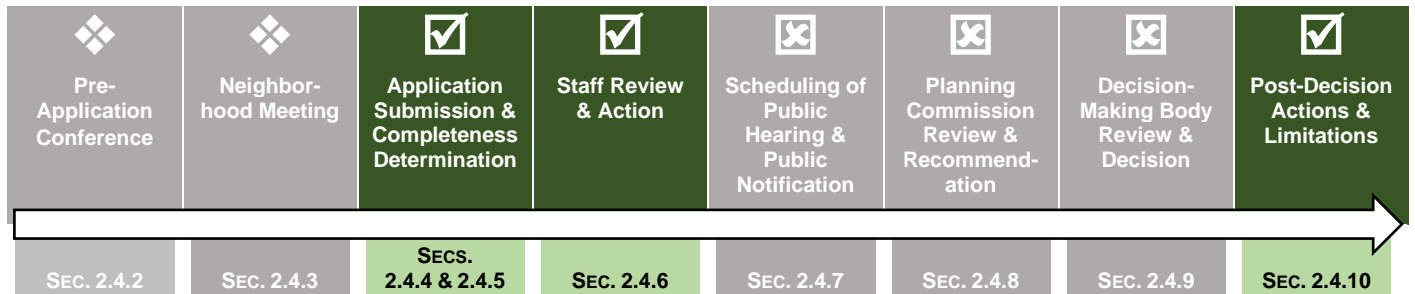 Pre-
Application
Conference
Neighbor-
hood Meeting
Application
Submission &
Completeness
Determination
Staff Review
& Action
Scheduling of
Public
Hearing &
Public
Notification
Planning
Commission
Review &
Recommend-
ation
Decision-
Making Body
Review &
Decision
Post-Decision
Actions &
Limitations
SEC. 2.4.2
SEC. 2.4.3
SECS.
2.4.4 & 2.4.5
SEC. 2.4.6
SEC. 2.4.7
SEC. 2.4.8
SEC. 2.4.9
SEC. 2.4.10